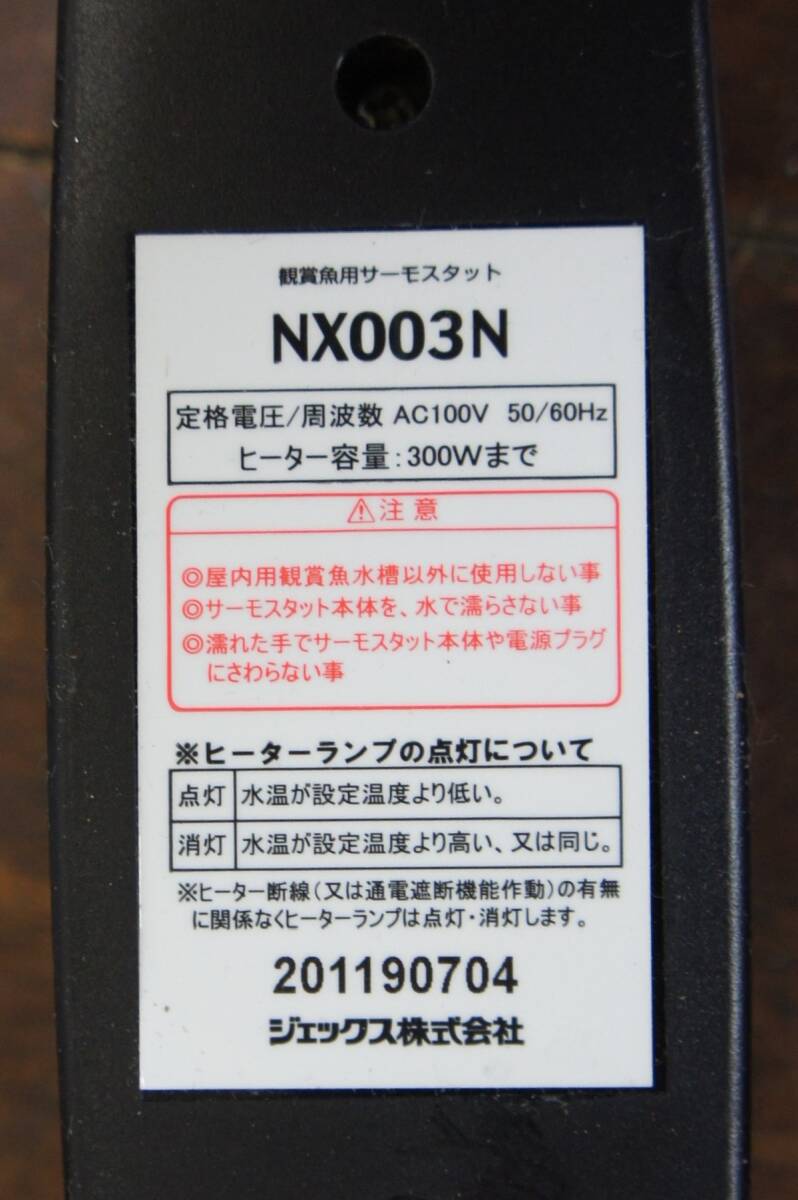 観賞魚用サーモスタット
NX003N
定格電圧/周波数 AC100V 50/60Hz
ヒーター容量:300Wまで
⚠注意
◎屋内用観賞魚水槽以外に使用しない事
◎サーモスタット本体を、水で濡らさない事
◎濡れた手でサーモスタット本体や電源プラグ
にさわらない事
※ヒーターランプの点灯について
点灯 水温が設定温度より低い。
消灯 水温が設定温度より高い、又は同じ。
※ヒーター断線(又は通電遮断機能作動)の有無
に関係なくヒーターランプは点灯・消灯します。
201190704
ジェックス株式会社